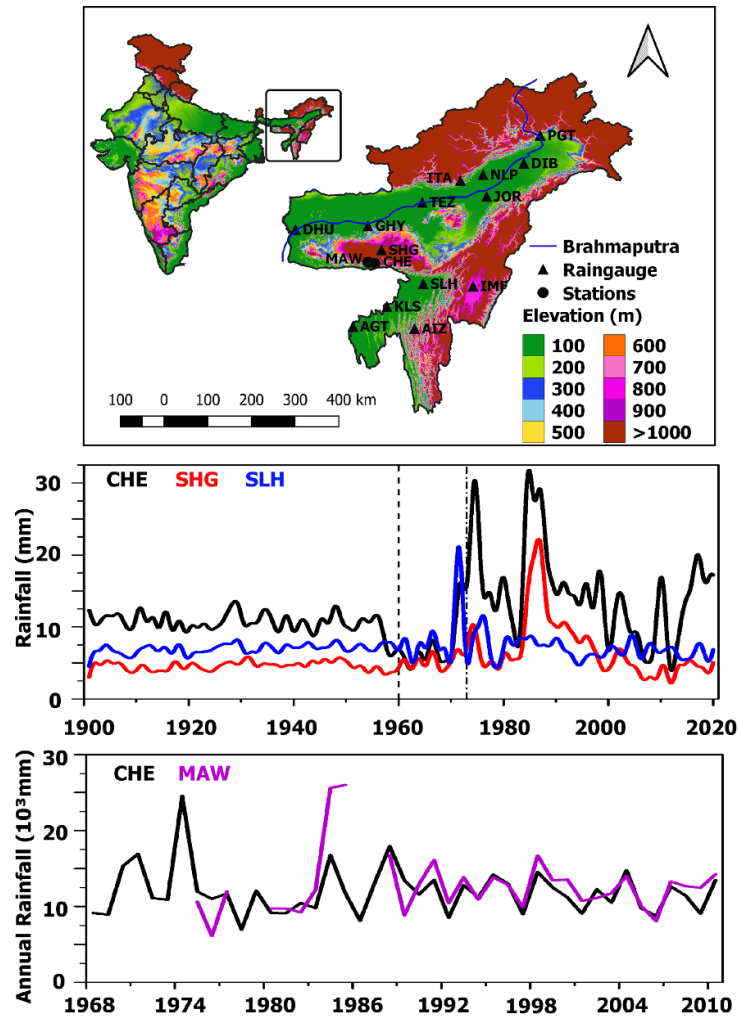 PGT
DIB
NLP
ITA
JOR
TEZ
GHY
DHU
SHG
MAW
CHE
SLH
IMF
KLS
AGT
AIZ
Brahmaputra
Raingauge
Stations
Elevation (m)
100 600
200 700
300 800
400 900
500 >1000
100 0 100 200 300 400 km
CHE SHG SLH
Rainfall (mm)
30
20
10
0
1900 1920 1940 1960 1980 2000 2020
CHE MAW
Annual Rainfall (10³mm)
30
20
10
0
1968 1974 1980 1986 1992 1998 2004 2010